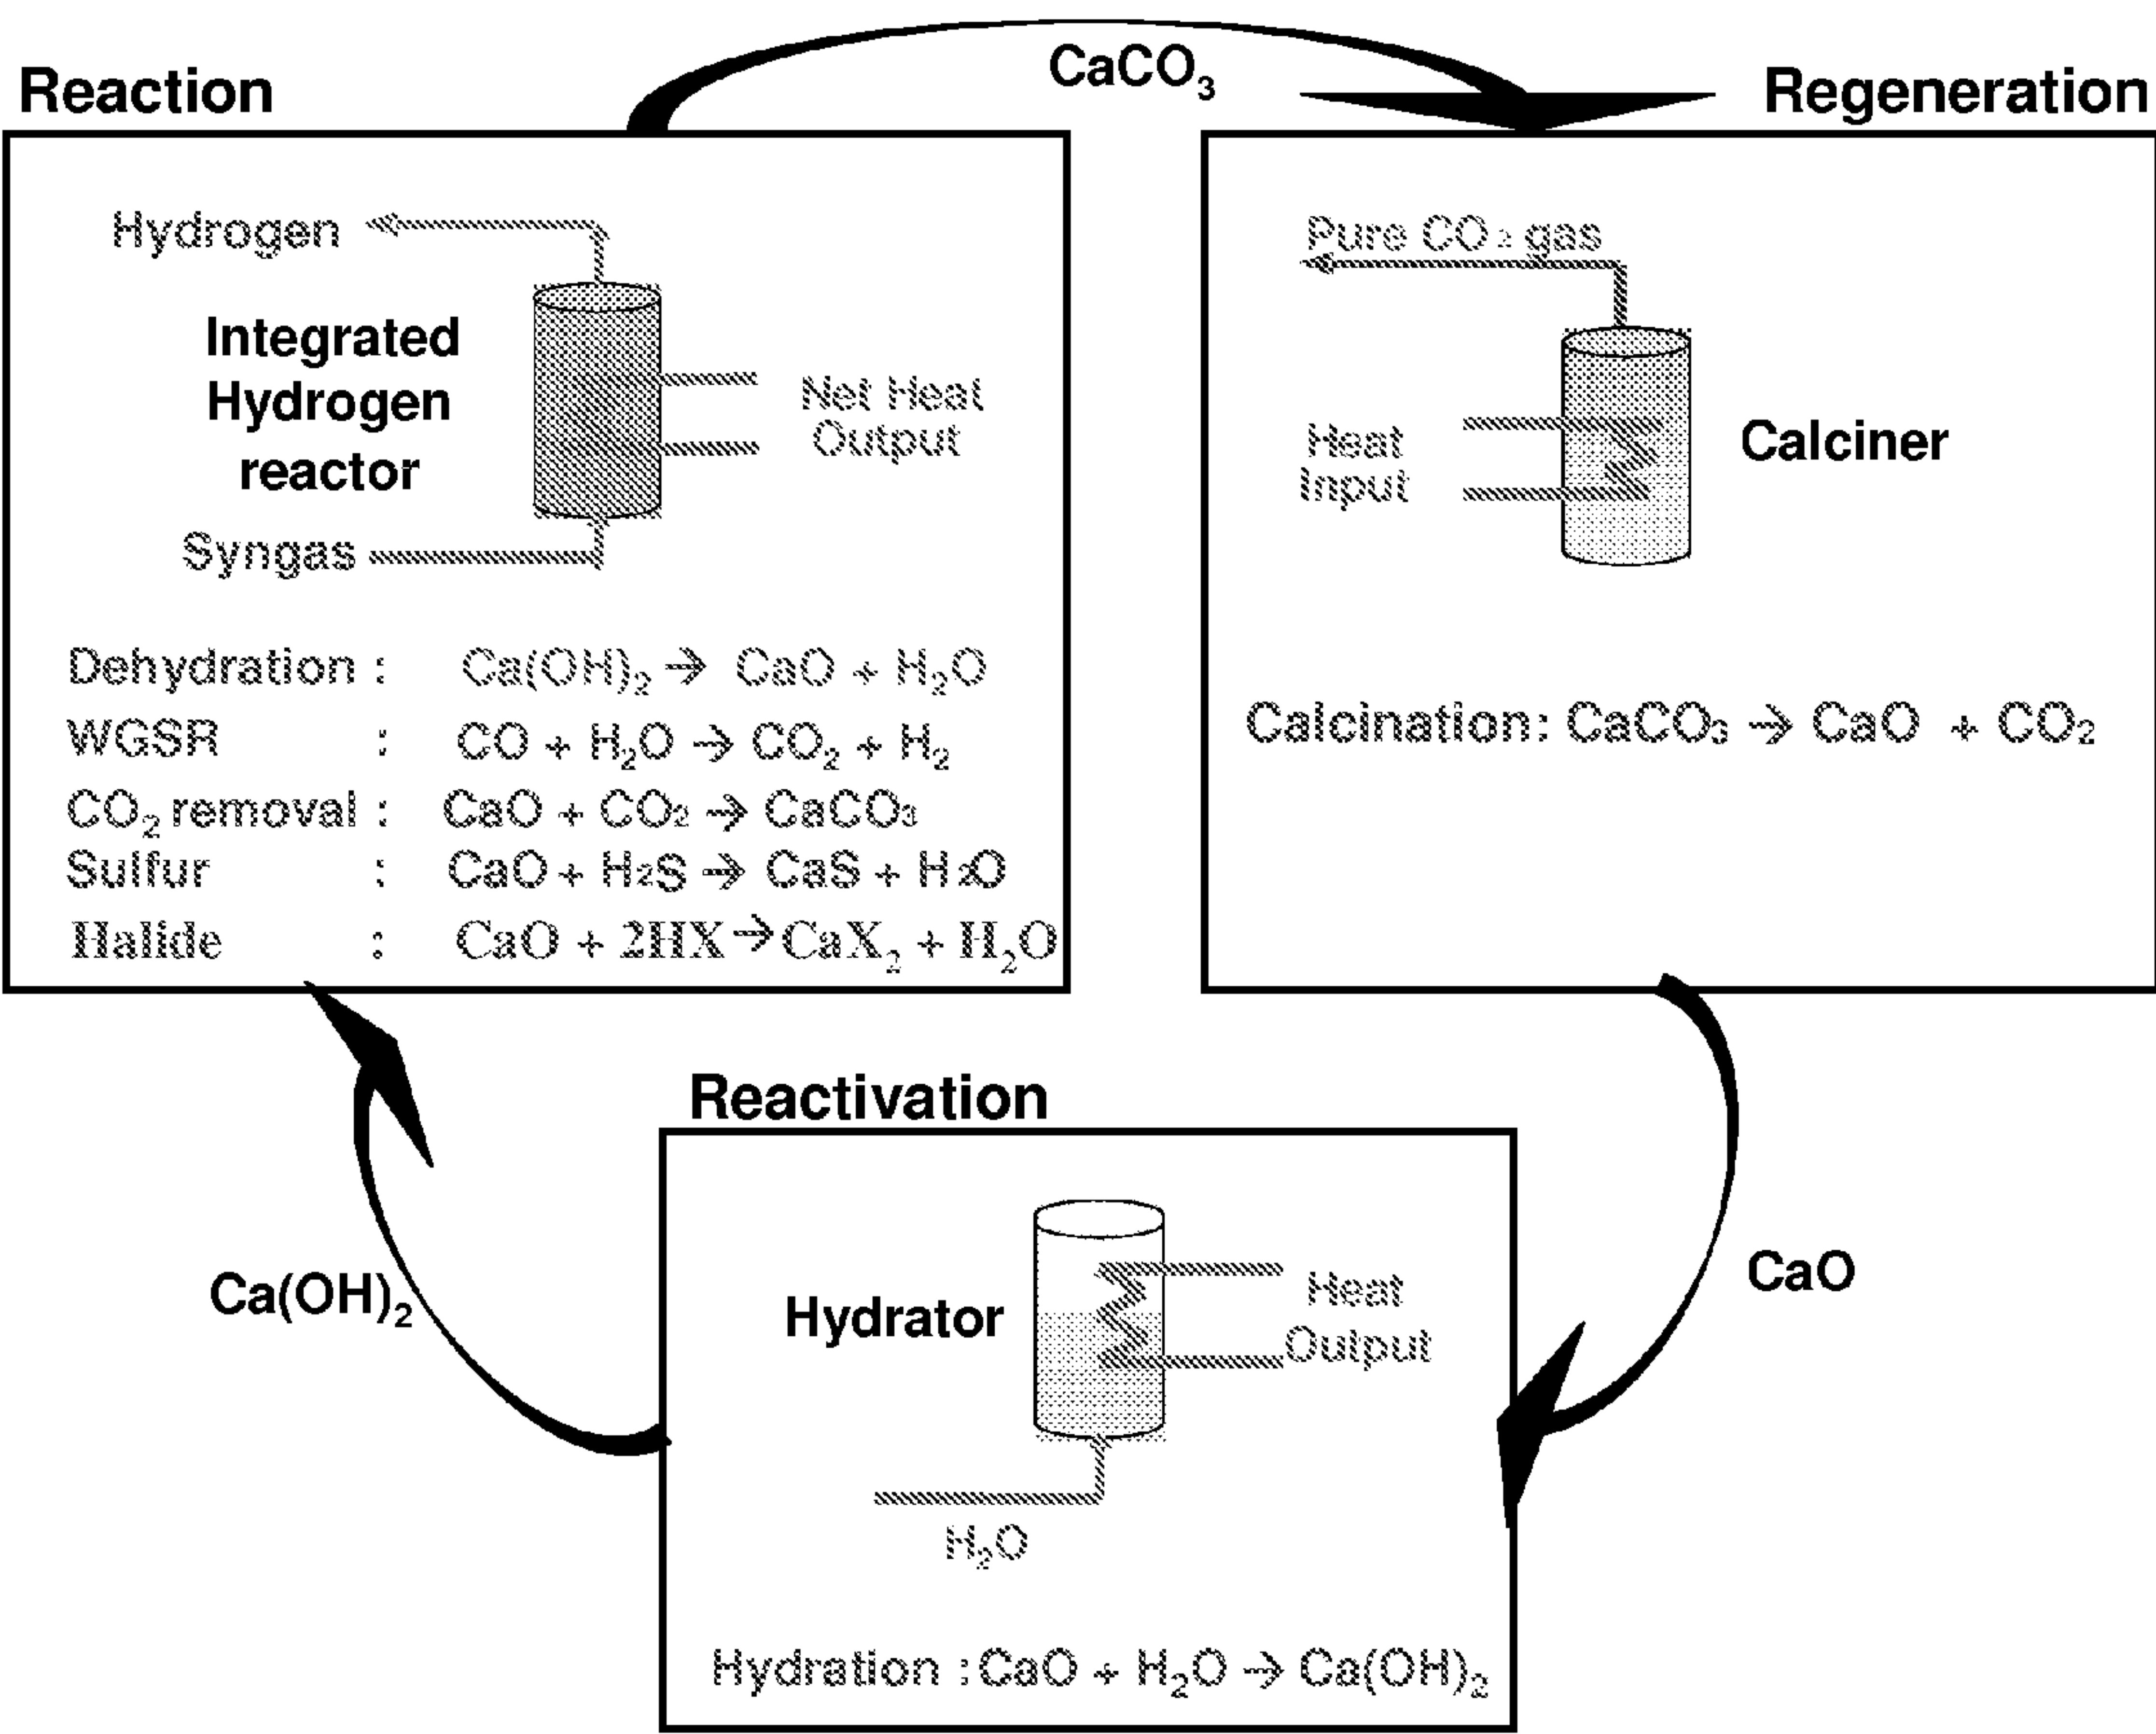 CaCO₃
Reaction
Regeneration
Hydrogen
Integrated
Hydrogen
reactor
Net Heat
Output
Syngas
Dehydration : Ca(OH)₂ → CaO + H₂O
WGSR : CO + H₂O → CO₂ + H₂
CO₂ removal : CaO + CO₂ → CaCO₃
Sulfur : CaO + H₂S → CaS + H₂O
Halide : CaO + 2HX → CaX₂ + H₂O
Pure CO₂ gas
Heat
Input
Calciner
Calcination: CaCO₃ → CaO + CO₂
Reactivation
Ca(OH)₂
Hydrator
Heat
Output
CaO
H₂O
Hydration : CaO + H₂O → Ca(OH)₂